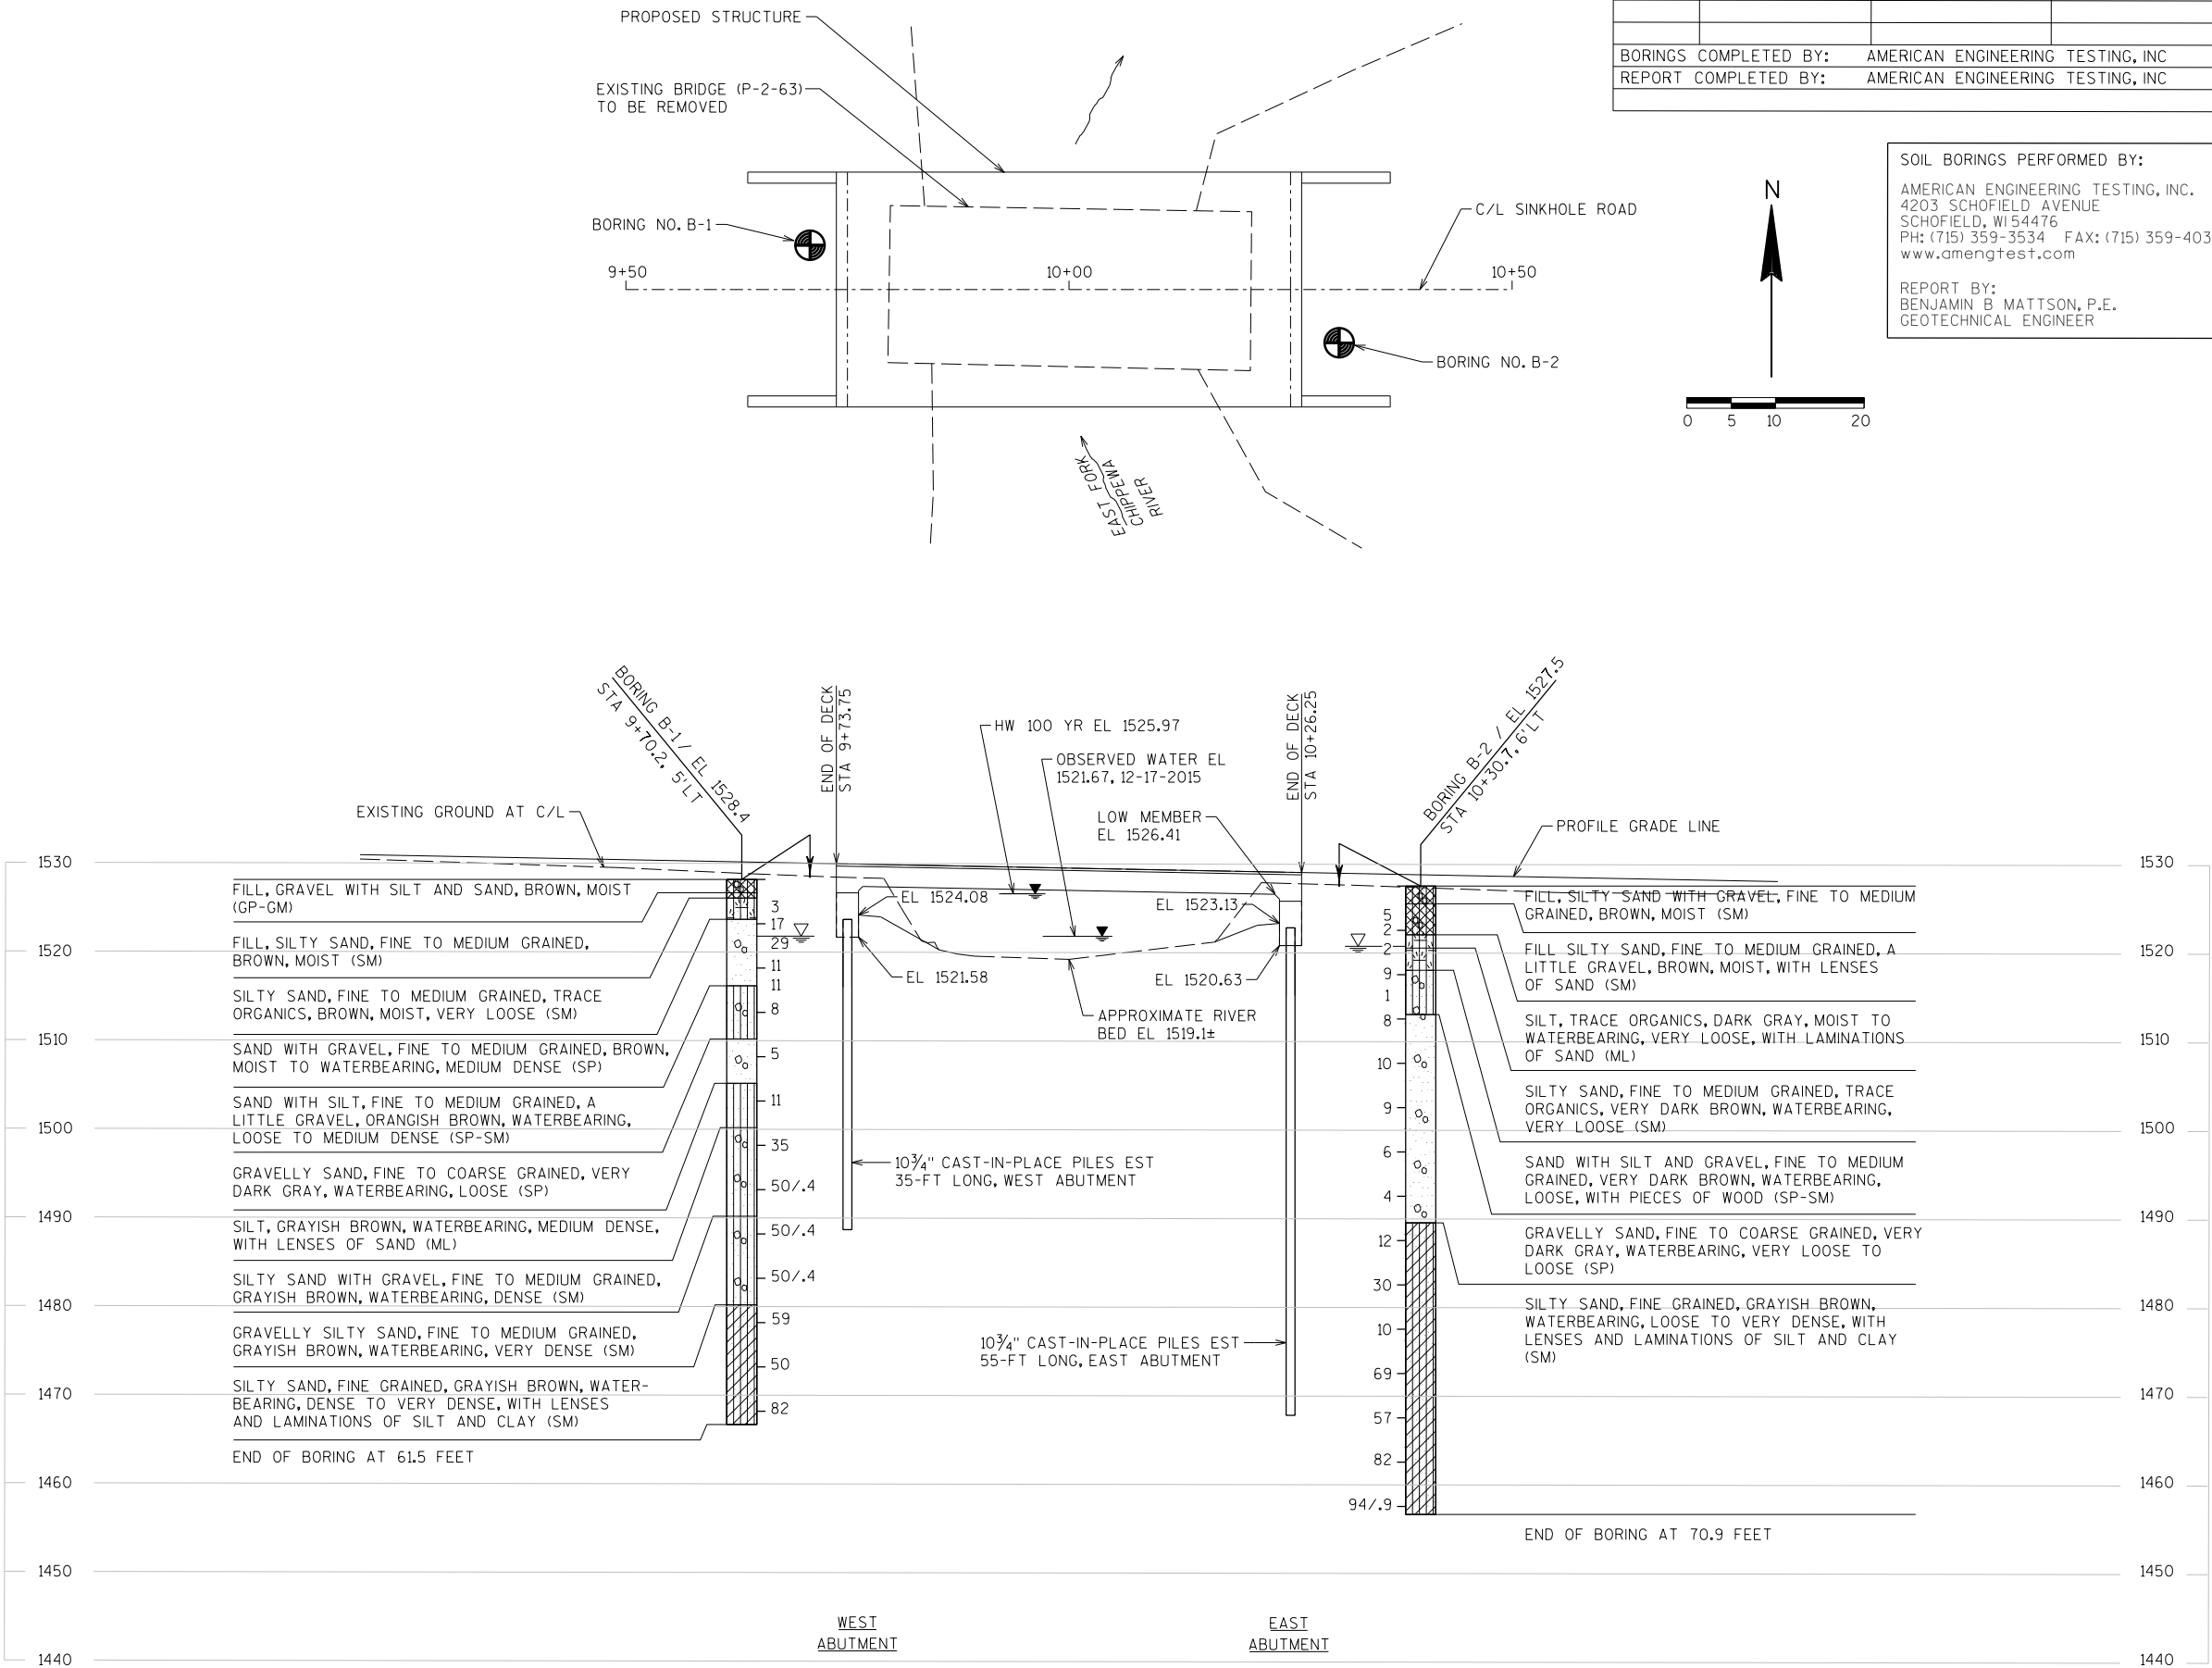 PROPOSED STRUCTURE
EXISTING BRIDGE (P-2-63)
TO BE REMOVED
BORING NO. B-1
9+50
10+00
10+50
C/L SINKHOLE ROAD
BORING NO. B-2
EAST FORK
CHIPPEWA
RIVER
BORINGS COMPLETED BY: AMERICAN ENGINEERING TESTING, INC
REPORT COMPLETED BY: AMERICAN ENGINEERING TESTING, INC
N
0 5 10 20
SOIL BORINGS PERFORMED BY:
AMERICAN ENGINEERING TESTING, INC.
4203 SCHOFIELD AVENUE
SCHOFIELD, WI 54476
PH: (715) 359-3534 FAX: (715) 359-403
www.amengtest.com
REPORT BY:
BENJAMIN B MATTSON, P.E.
GEOTECHNICAL ENGINEER
BORING B-1 / EL 1528.4
STA 9+70.2, 5'LT
END OF DECK
STA 9+73.75
HW 100 YR EL 1525.97
OBSERVED WATER EL
1521.67, 12-17-2015
LOW MEMBER
EL 1526.41
END OF DECK
STA 10+26.25
BORING B-2 / EL 1527.5
STA 10+30.7, 6'LT
EXISTING GROUND AT C/L
PROFILE GRADE LINE
1530
1520
1510
1500
1490
1480
1470
1460
1450
1440
FILL, GRAVEL WITH SILT AND SAND, BROWN, MOIST
(GP-GM)
FILL, SILTY SAND, FINE TO MEDIUM GRAINED,
BROWN, MOIST (SM)
SILTY SAND, FINE TO MEDIUM GRAINED, TRACE
ORGANICS, BROWN, MOIST, VERY LOOSE (SM)
SAND WITH GRAVEL, FINE TO MEDIUM GRAINED, BROWN,
MOIST TO WATERBEARING, MEDIUM DENSE (SP)
SAND WITH SILT, FINE TO MEDIUM GRAINED, A
LITTLE GRAVEL, ORANGISH BROWN, WATERBEARING,
LOOSE TO MEDIUM DENSE (SP-SM)
GRAVELLY SAND, FINE TO COARSE GRAINED, VERY
DARK GRAY, WATERBEARING, LOOSE (SP)
SILT, GRAYISH BROWN, WATERBEARING, MEDIUM DENSE,
WITH LENSES OF SAND (ML)
SILTY SAND WITH GRAVEL, FINE TO MEDIUM GRAINED,
GRAYISH BROWN, WATERBEARING, DENSE (SM)
GRAVELLY SILTY SAND, FINE TO MEDIUM GRAINED,
GRAYISH BROWN, WATERBEARING, VERY DENSE (SM)
SILTY SAND, FINE GRAINED, GRAYISH BROWN, WATER-
BEARING, DENSE TO VERY DENSE, WITH LENSES
AND LAMINATIONS OF SILT AND CLAY (SM)
END OF BORING AT 61.5 FEET
3
17
29
11
11
8
5
11
35
50/.4
50/.4
50/.4
59
50
82
EL 1524.08
EL 1521.58
EL 1523.13
EL 1520.63
APPROXIMATE RIVER
BED EL 1519.1±
10¾" CAST-IN-PLACE PILES EST
35-FT LONG, WEST ABUTMENT
10¾" CAST-IN-PLACE PILES EST
55-FT LONG, EAST ABUTMENT
WEST
ABUTMENT
EAST
ABUTMENT
5
2
2
9
1
8
10
9
6
4
12
30
10
69
57
82
94/.9
FILL, SILTY SAND WITH GRAVEL, FINE TO MEDIUM
GRAINED, BROWN, MOIST (SM)
FILL SILTY SAND, FINE TO MEDIUM GRAINED, A
LITTLE GRAVEL, BROWN, MOIST, WITH LENSES
OF SAND (SM)
SILT, TRACE ORGANICS, DARK GRAY, MOIST TO
WATERBEARING, VERY LOOSE, WITH LAMINATIONS
OF SAND (ML)
SILTY SAND, FINE TO MEDIUM GRAINED, TRACE
ORGANICS, VERY DARK BROWN, WATERBEARING,
VERY LOOSE (SM)
SAND WITH SILT AND GRAVEL, FINE TO MEDIUM
GRAINED, VERY DARK BROWN, WATERBEARING,
LOOSE, WITH PIECES OF WOOD (SP-SM)
GRAVELLY SAND, FINE TO COARSE GRAINED, VERY
DARK GRAY, WATERBEARING, VERY LOOSE TO
LOOSE (SP)
SILTY SAND, FINE GRAINED, GRAYISH BROWN,
WATERBEARING, LOOSE TO VERY DENSE, WITH
LENSES AND LAMINATIONS OF SILT AND CLAY
(SM)
END OF BORING AT 70.9 FEET
1530
1520
1510
1500
1490
1480
1470
1460
1450
1440